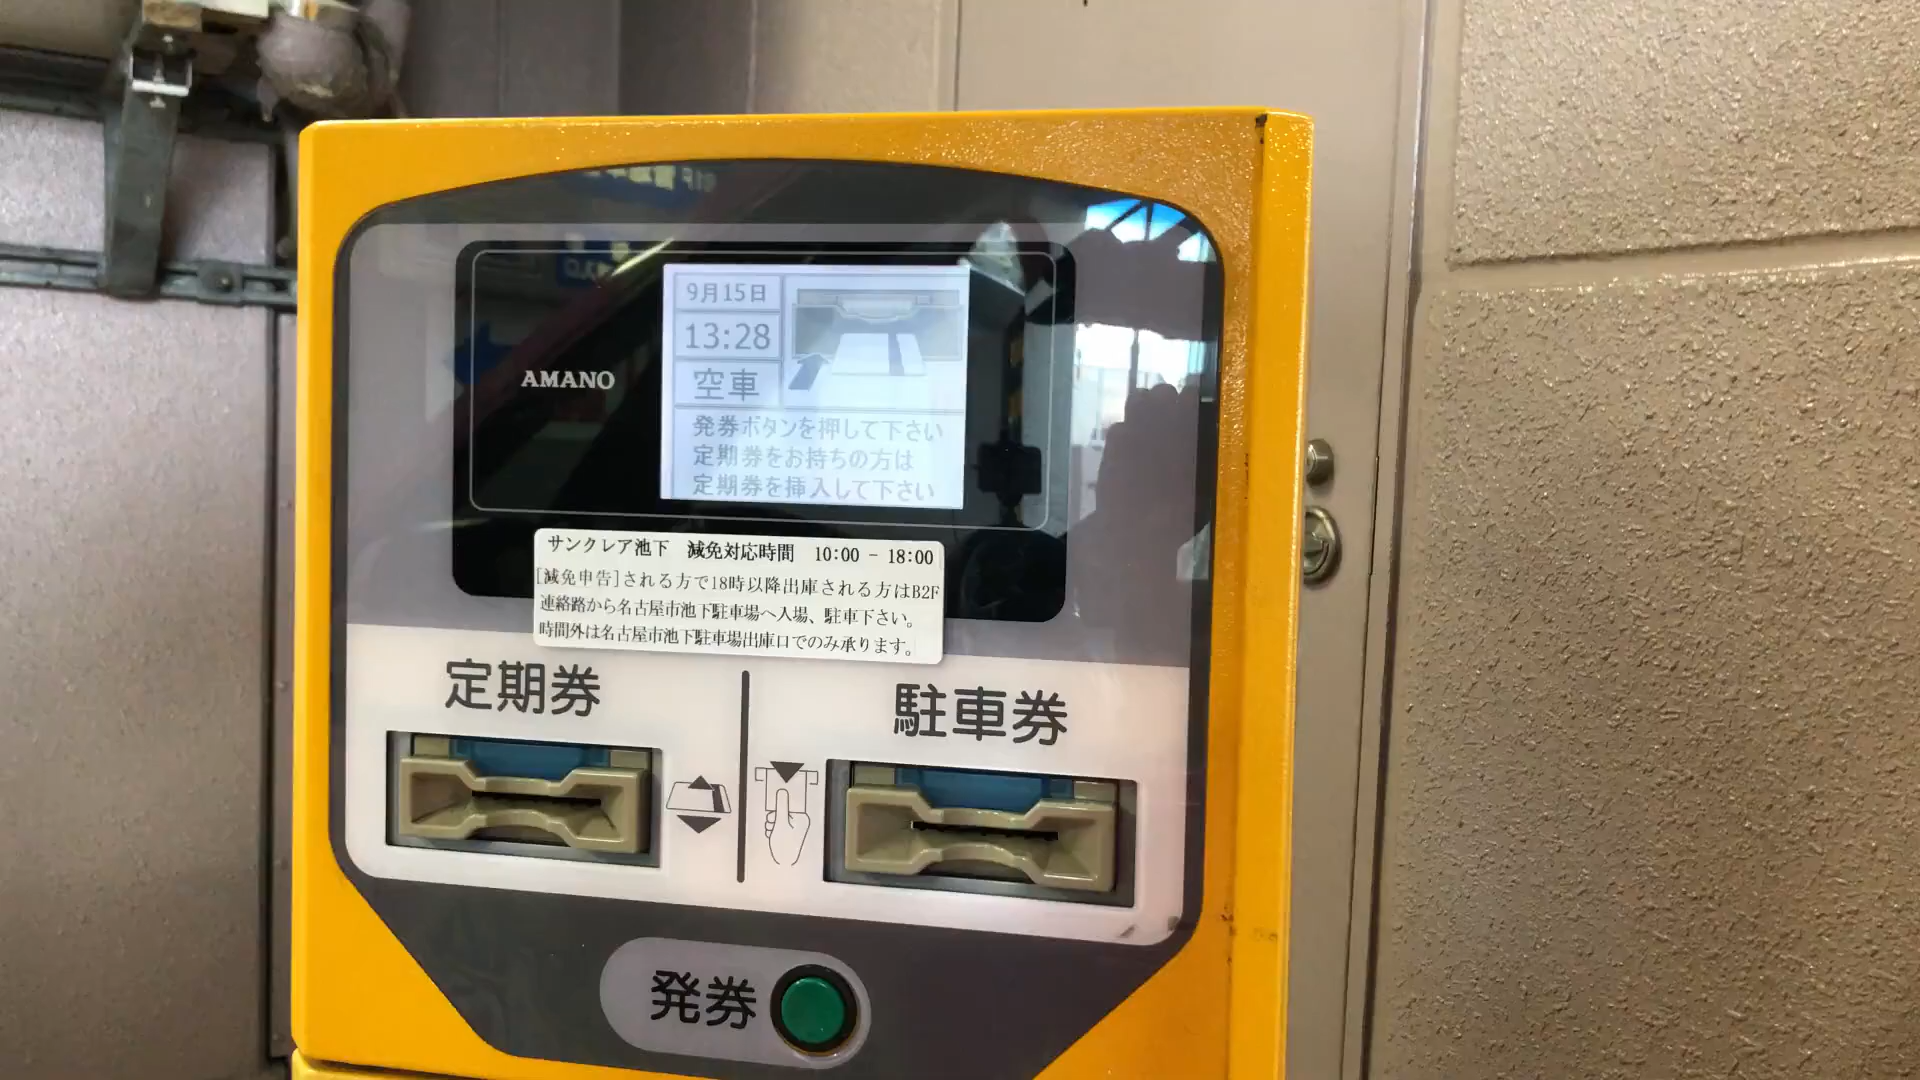 9月15日
13:28
空車
AMANO
発券ボタンを押して下さい
定期券をお持ちの方は
定期券を挿入して下さい
サンクレア池下 減免対応時間 10:00 - 18:00
[減免申告]される方で18時以降出庫される方はB2F
連絡路から名古屋市池下駐車場へ入場、駐車下さい。
時間外は名古屋市池下駐車場出庫口でのみ承ります。
定期券
駐車券
発券